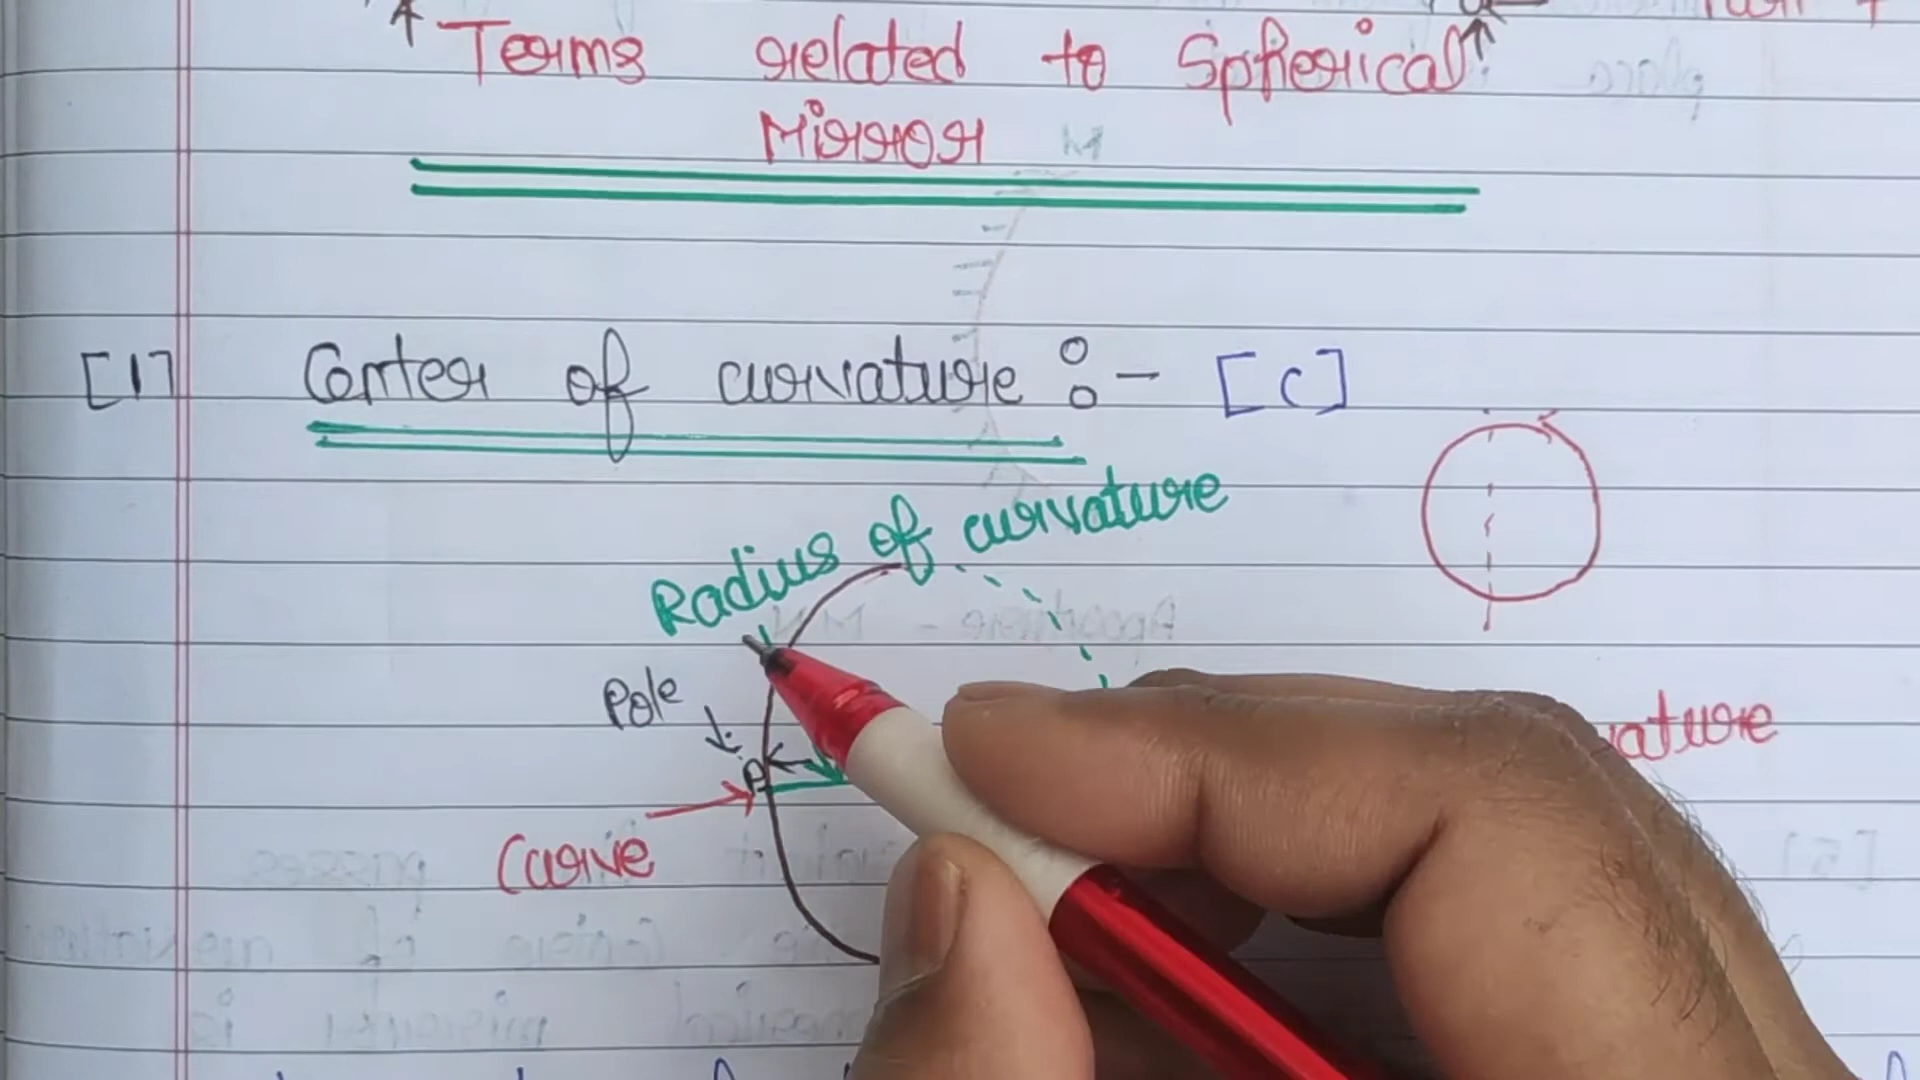 Terms related to Spherical
Mirror
[1] Center of curvature :- [C]
Radius of curvature
Pole
P
Curve